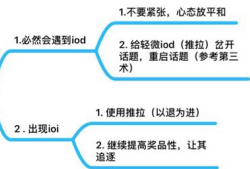 1.不要紧张，心态放平和
1.必然会遇到iod
2. 给轻微iod（推拉）岔开
话题，重启话题（参考第三
术）
1. 使用推拉（以退为进）
2 . 出现ioi
2. 继续提高奖品性，让其
追逐